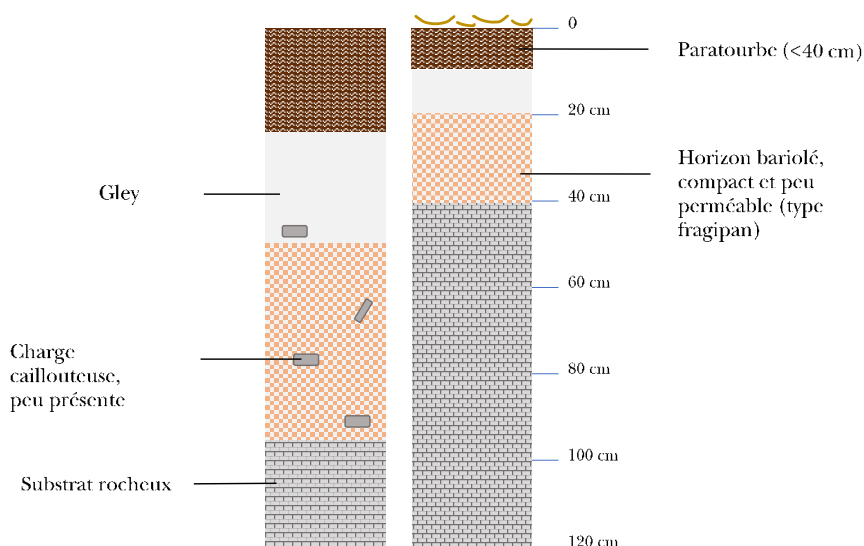 0
Paratourbe (<40 cm)
20 cm
Horizon bariolé,
compact et peu
perméable (type
fragipan)
Gley
40 cm
60 cm
Charge
caillouteuse,
peu présente
80 cm
100 cm
Substrat rocheux
120 cm